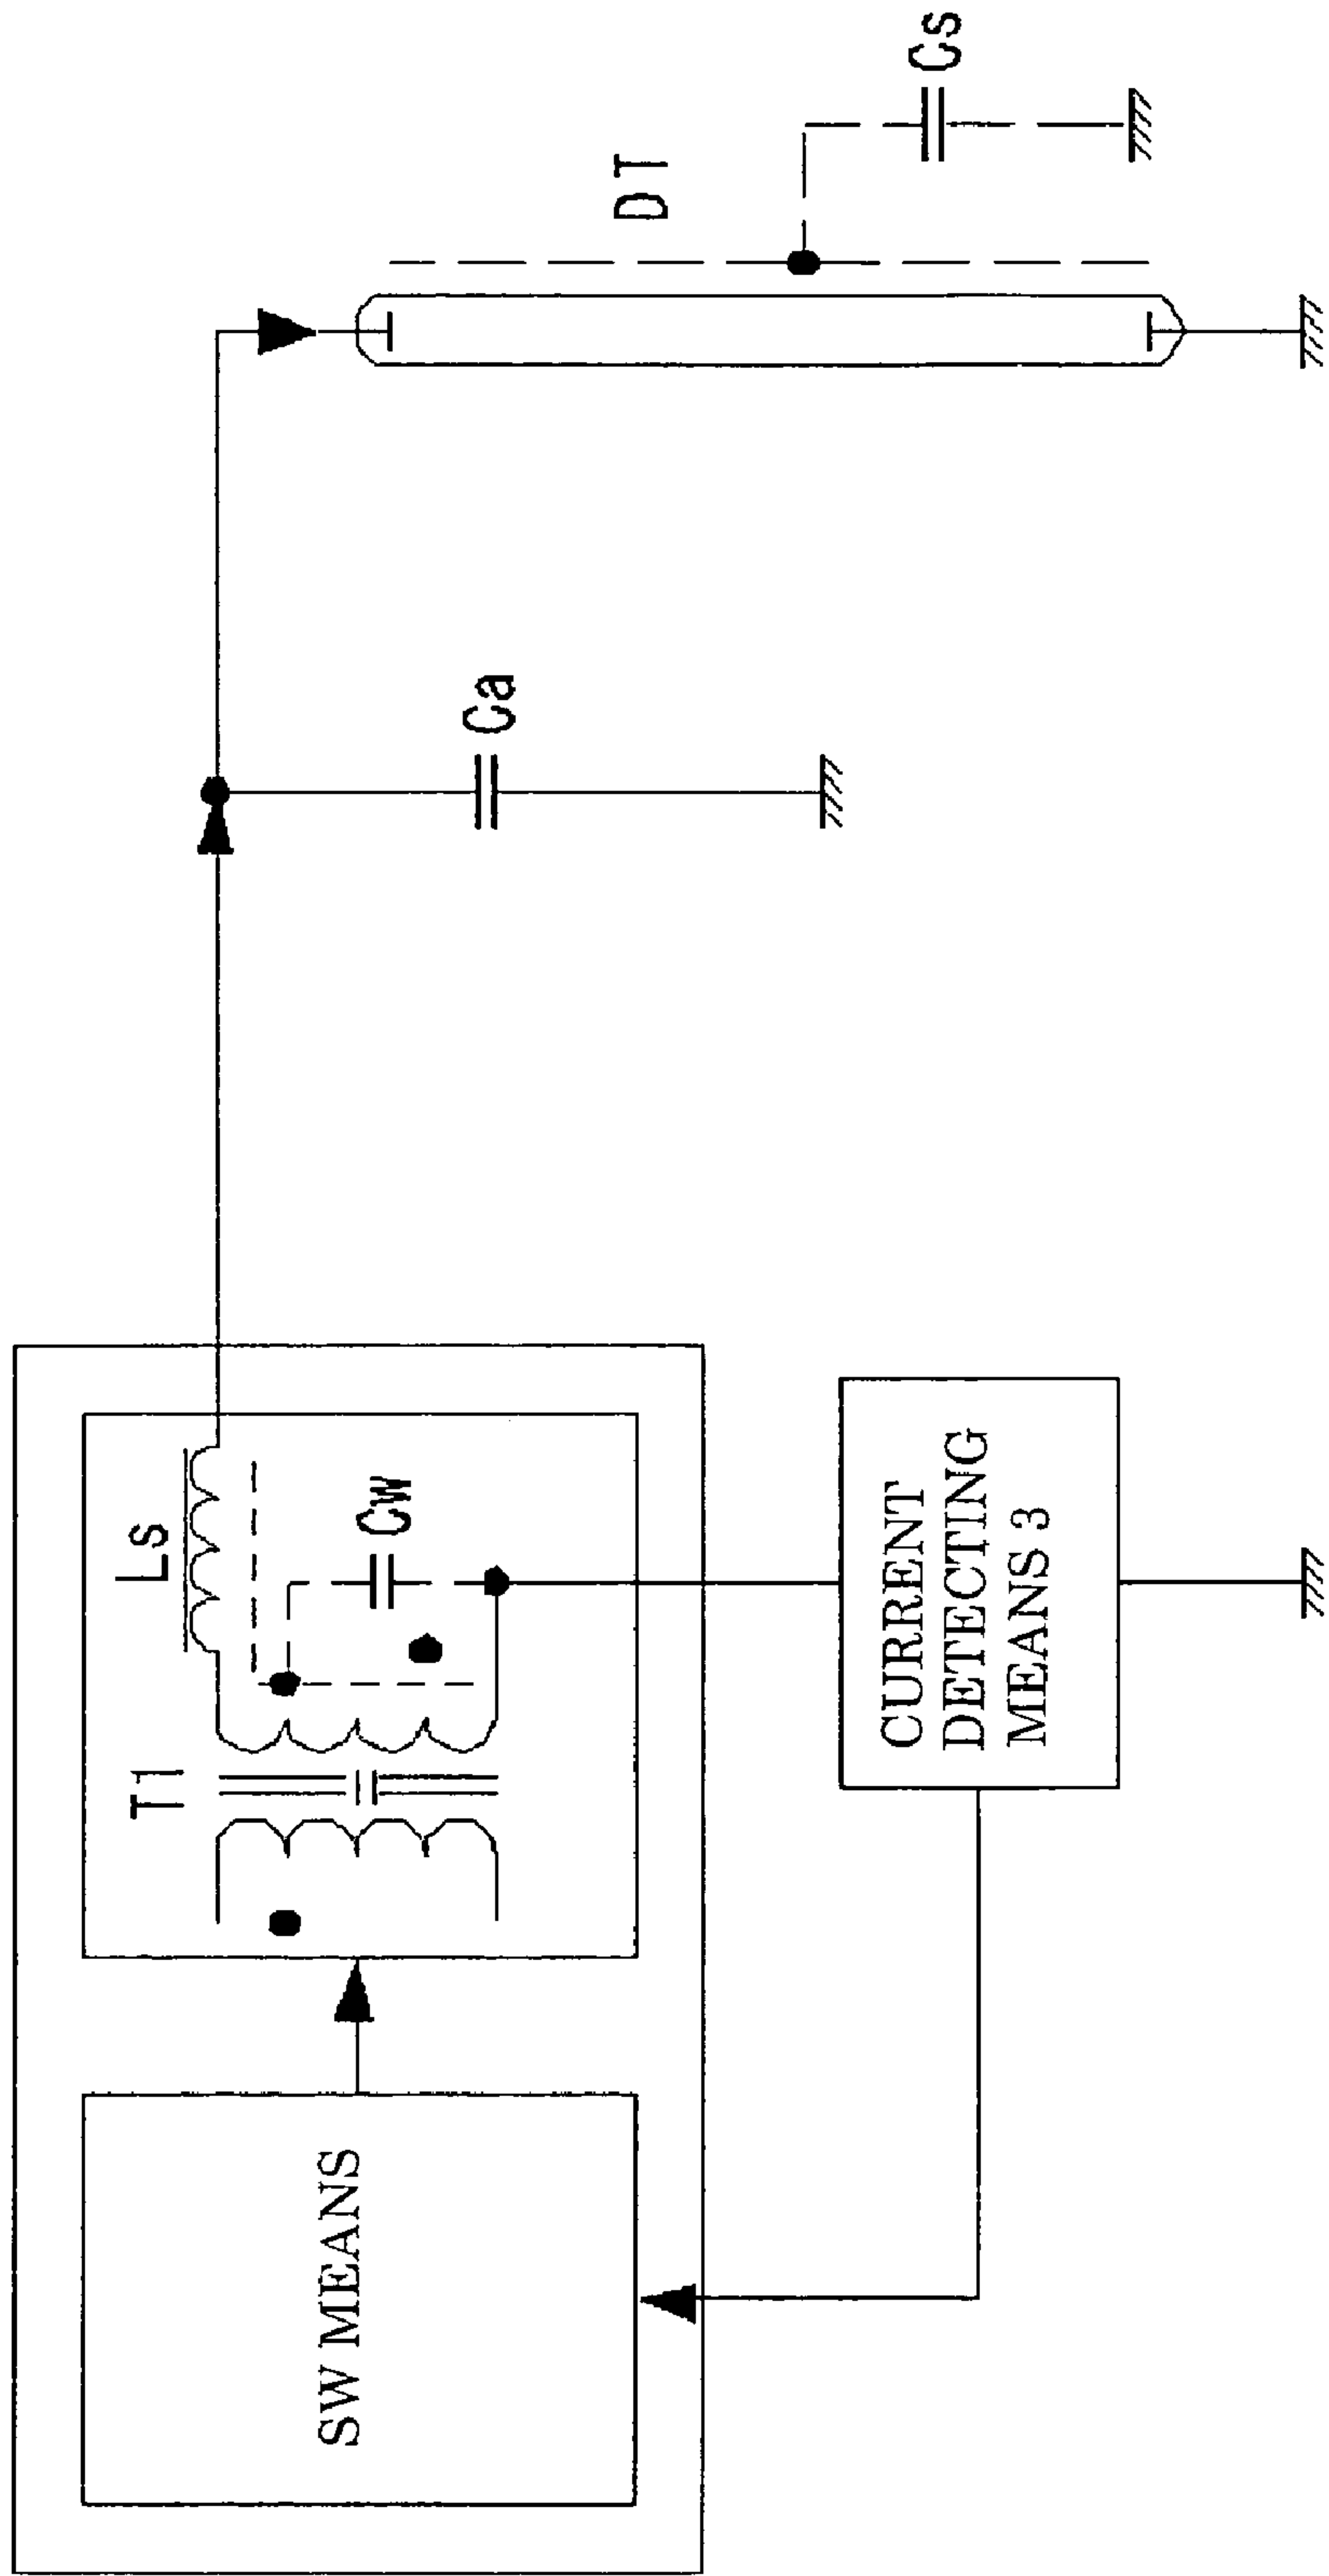 SW MEANS
T1
Ls
Cw
CURRENT
DETECTING
MEANS 3
Ca
DT
Cs